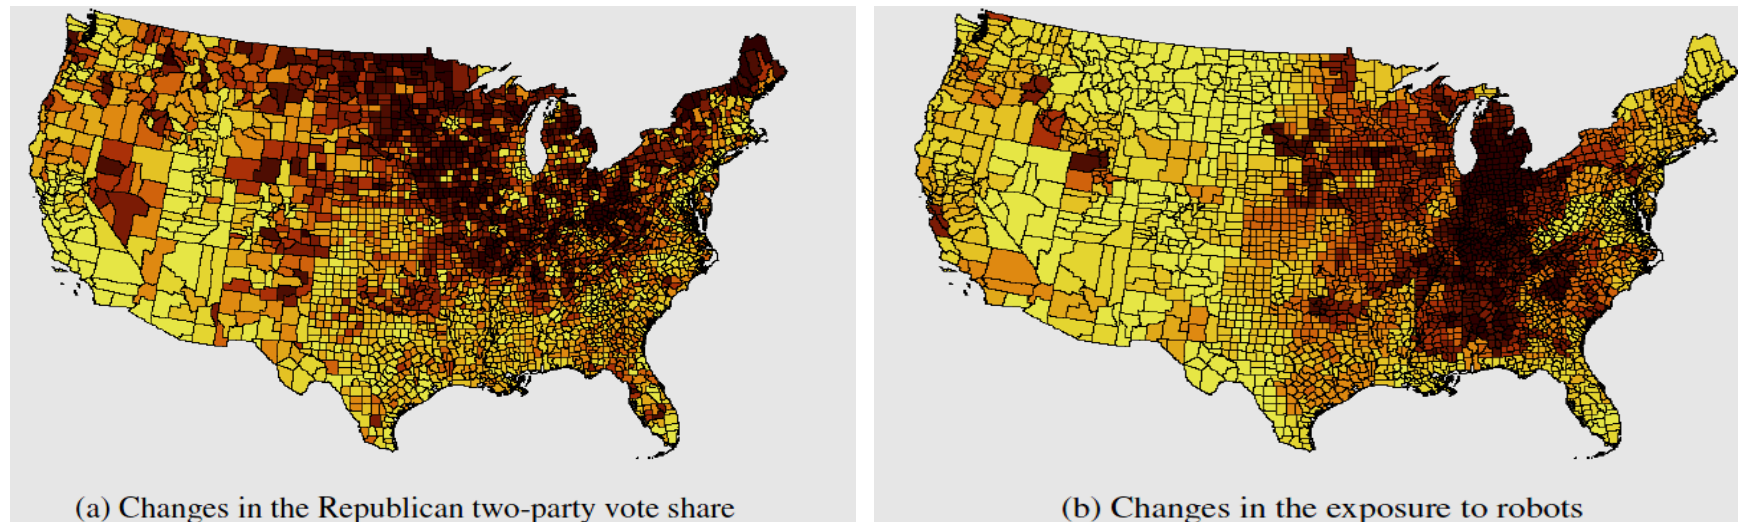 (a) Changes in the Republican two-party vote share
(b) Changes in the exposure to robots